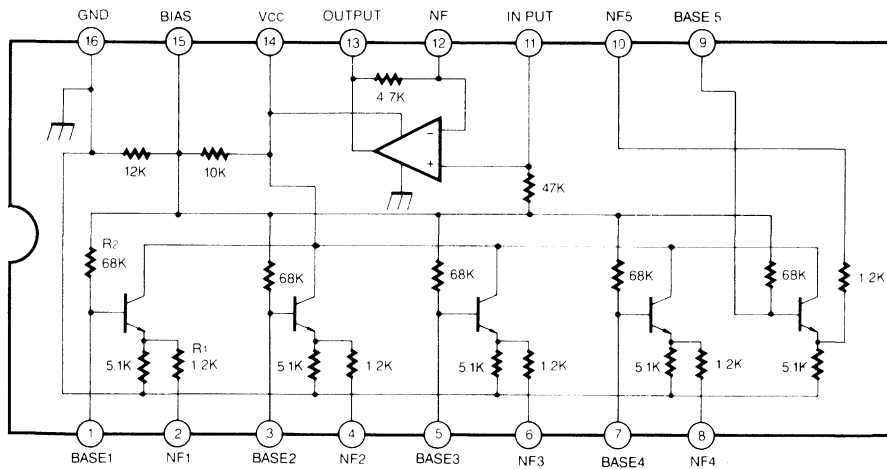 GND BIAS VCC OUTPUT NF IN PUT NF5 BASE 5
16 15 14 13 12 11 10 9
4.7K
−
+
12K 10K 47K
R2
68K 68K 68K 68K 68K 1.2K
R1
5.1K 1.2K 5.1K 1.2K 5.1K 1.2K 5.1K 1.2K 5.1K
1 2 3 4 5 6 7 8
BASE1 NF1 BASE2 NF2 BASE3 NF3 BASE4 NF4